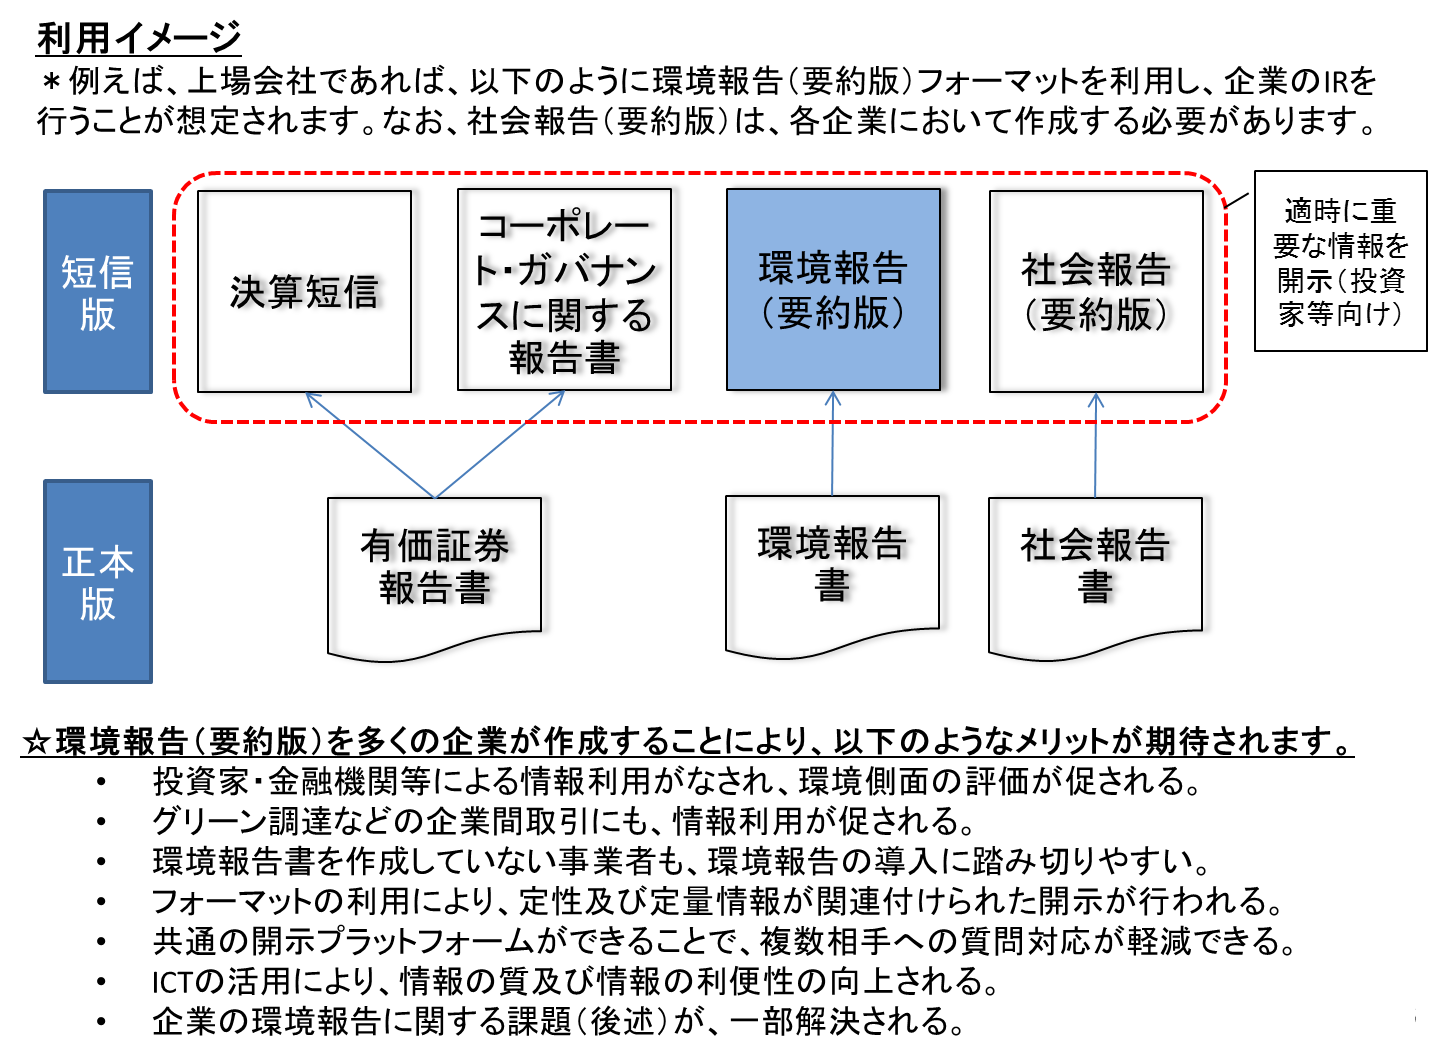 利用イメージ
＊例えば、上場会社であれば、以下のように環境報告（要約版）フォーマットを利用し、企業のIRを
行うことが想定されます。なお、社会報告（要約版）は、各企業において作成する必要があります。
短信
版
決算短信
コーポレー
ト・ガバナン
スに関する
報告書
環境報告
（要約版）
社会報告
（要約版）
適時に重
要な情報を
開示（投資
家等向け）
正本
版
有価証券
報告書
環境報告
書
社会報告
書
☆環境報告（要約版）を多くの企業が作成することにより、以下のようなメリットが期待されます。
• 投資家・金融機関等による情報利用がなされ、環境側面の評価が促される。
• グリーン調達などの企業間取引にも、情報利用が促される。
• 環境報告書を作成していない事業者も、環境報告の導入に踏み切りやすい。
• フォーマットの利用により、定性及び定量情報が関連付けられた開示が行われる。
• 共通の開示プラットフォームができることで、複数相手への質問対応が軽減できる。
• ICTの活用により、情報の質及び情報の利便性の向上される。
• 企業の環境報告に関する課題（後述）が、一部解決される。